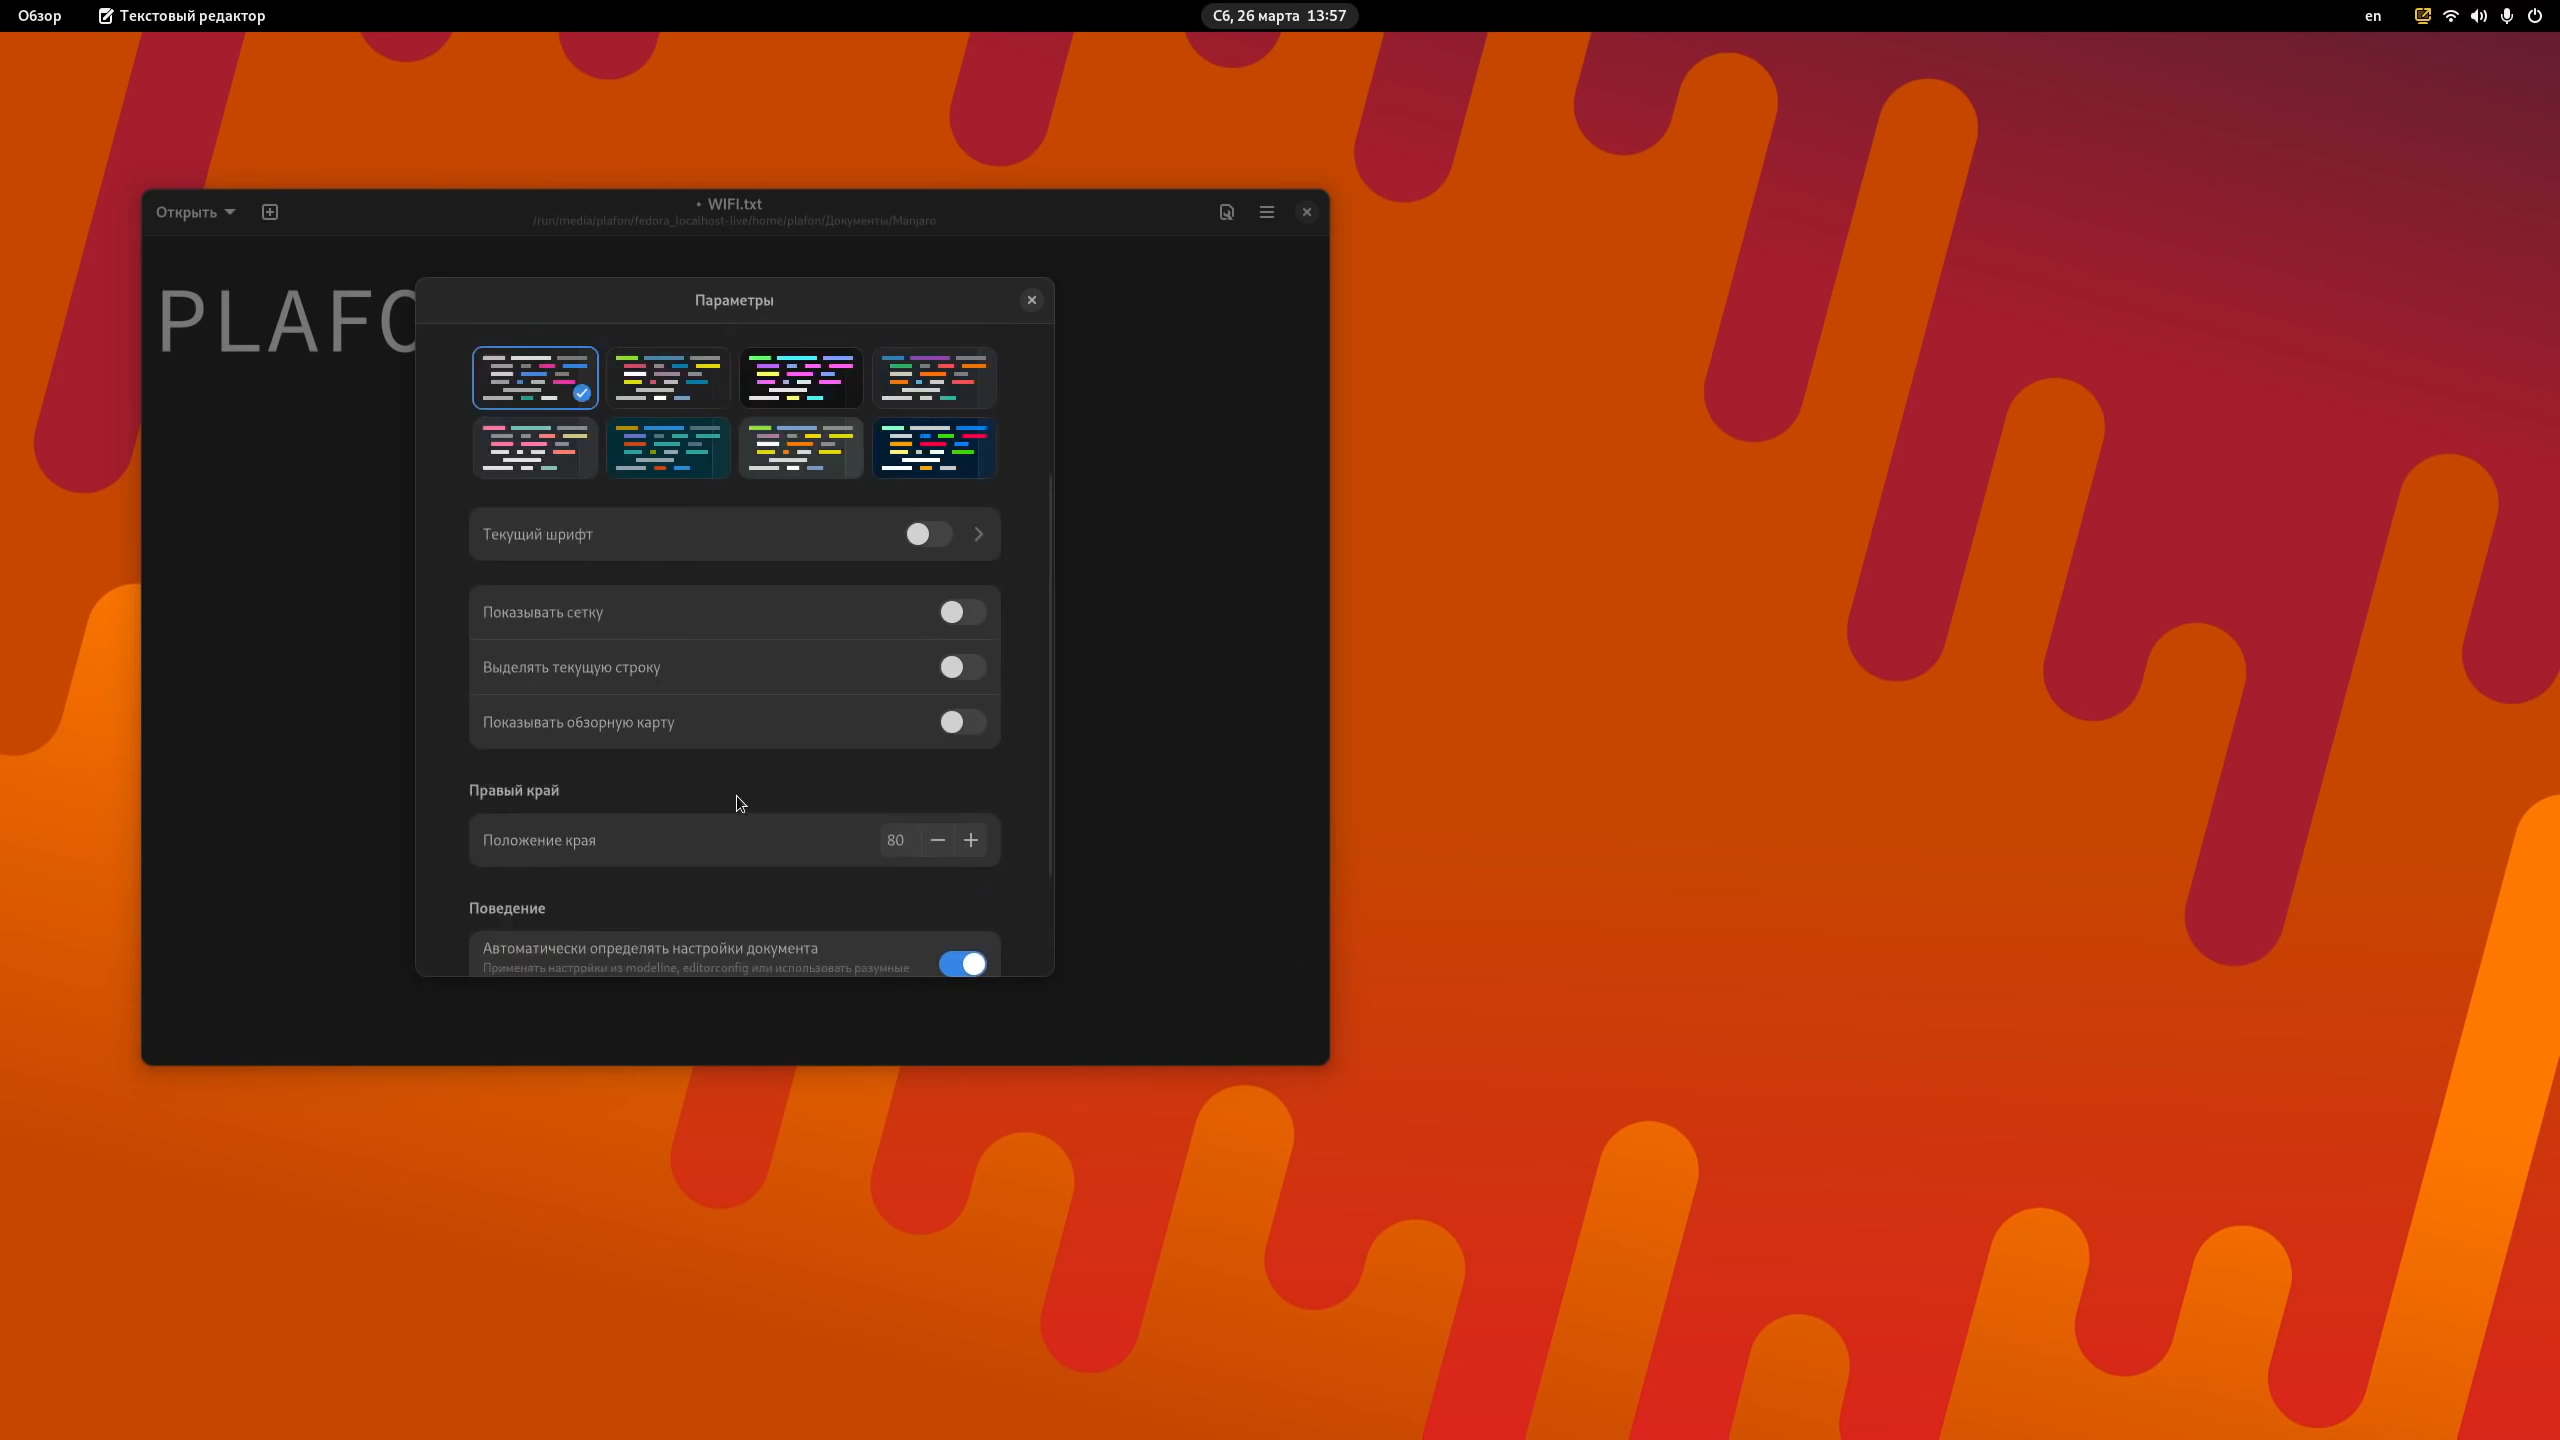 Обзор
Текстовый редактор
Сб, 26 марта 13:57
en
Открыть
• WIFI.txt
/run/media/plafon/fedora_localhost-live/home/plafon/Документы/Manjaro
PLAFO
Параметры
Текущий шрифт
Показывать сетку
Выделять текущую строку
Показывать обзорную карту
Правый край
Положение края 80
Поведение
Автоматически определять настройки документа
Применять настройки из modeline, editorconfig или использовать разумные